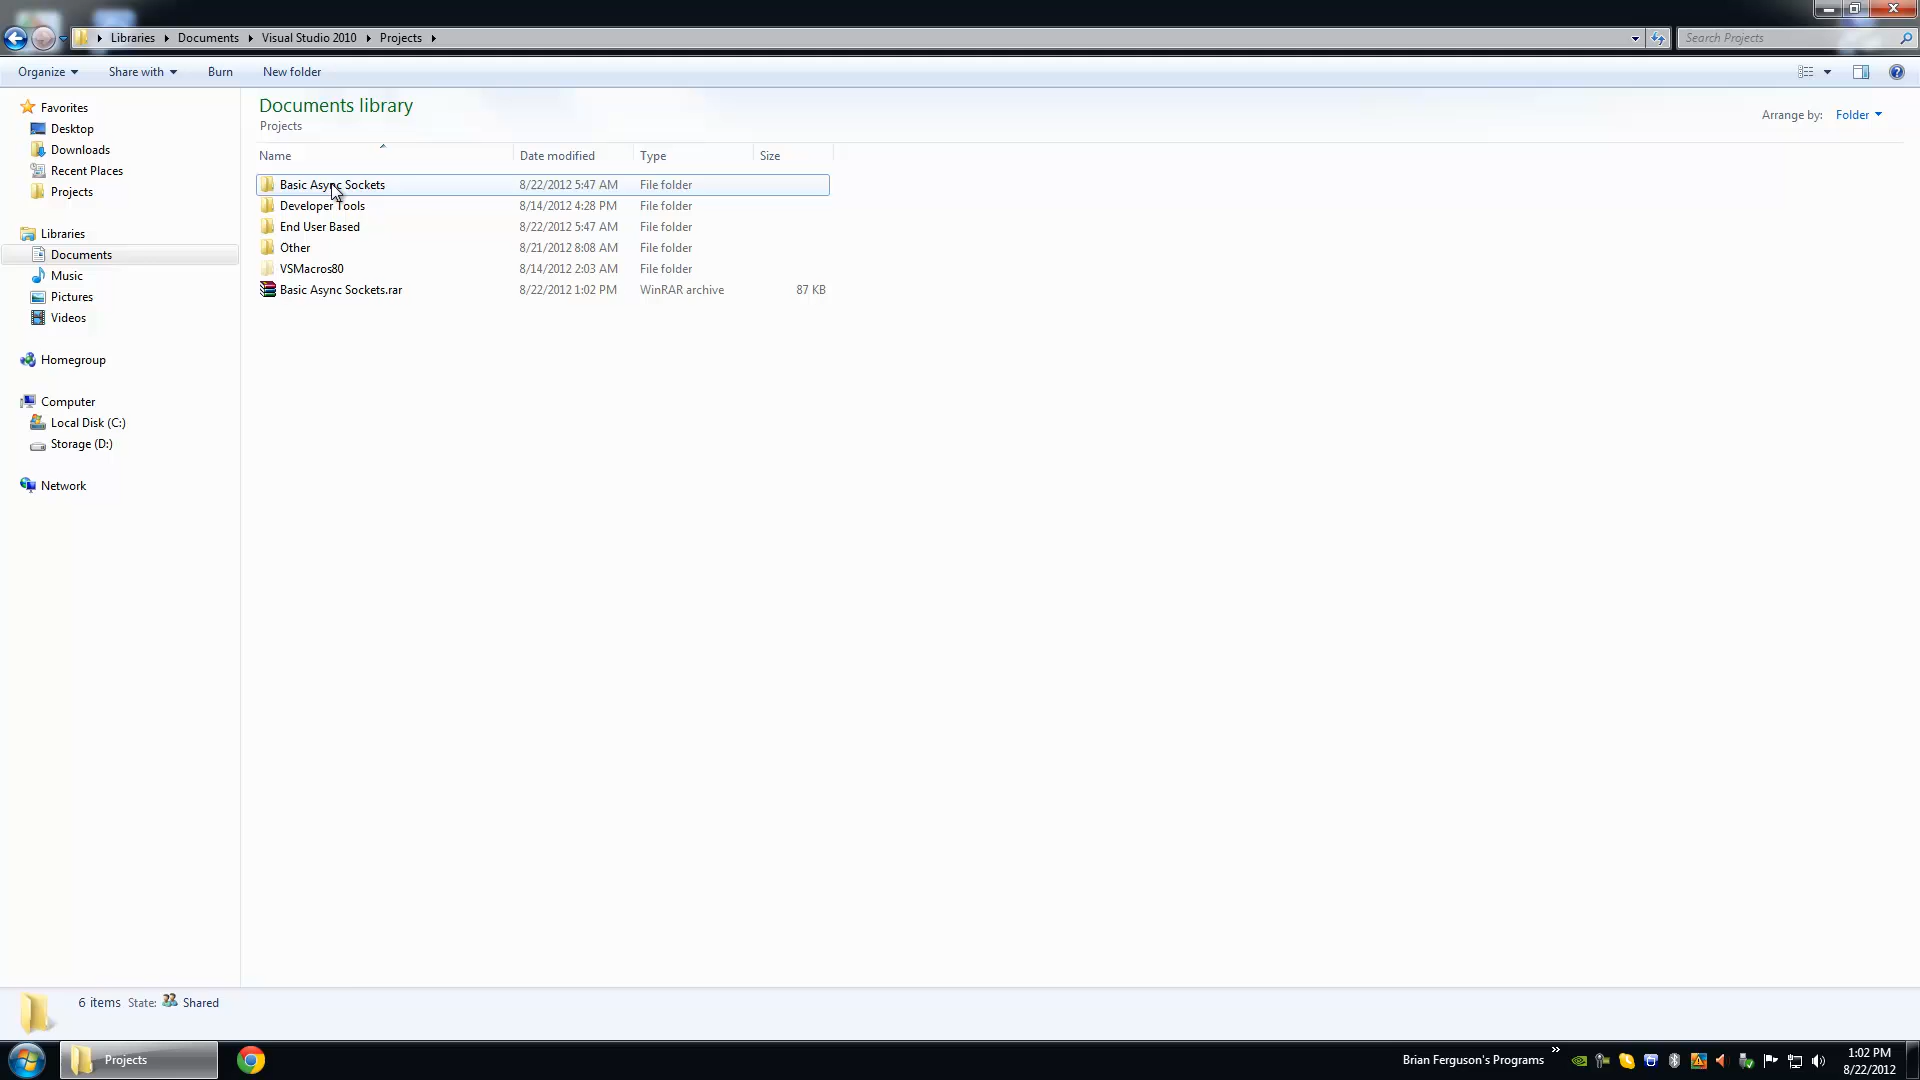 Libraries Documents Visual Studio 2010 Projects
Search Projects
Organize Share with Burn New folder
Favorites
Desktop
Downloads
Recent Places
Projects
Libraries
Documents
Music
Pictures
Videos
Homegroup
Computer
Local Disk (C:)
Storage (D:)
Network
Documents library
Projects
Arrange by: Folder
Name Date modified Type Size
Basic Async Sockets 8/22/2012 5:47 AM File folder
Developer Tools 8/14/2012 4:28 PM File folder
End User Based 8/22/2012 5:47 AM File folder
Other 8/21/2012 8:08 AM File folder
VSMacros80 8/14/2012 2:03 AM File folder
Basic Async Sockets.rar 8/22/2012 1:02 PM WinRAR archive 87 KB
6 items State: Shared
Projects
Brian Ferguson's Programs
1:02 PM
8/22/2012